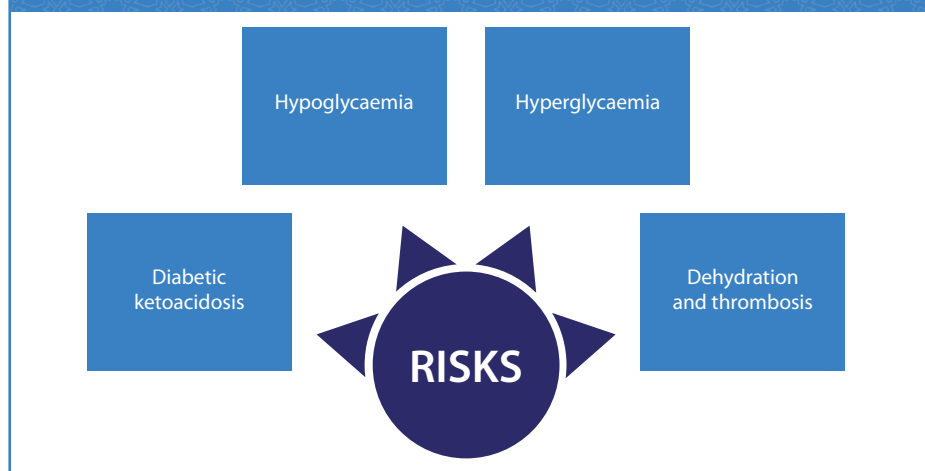 Hypoglycaemia
Hyperglycaemia
Diabetic
ketoacidosis
Dehydration
and thrombosis
RISKS